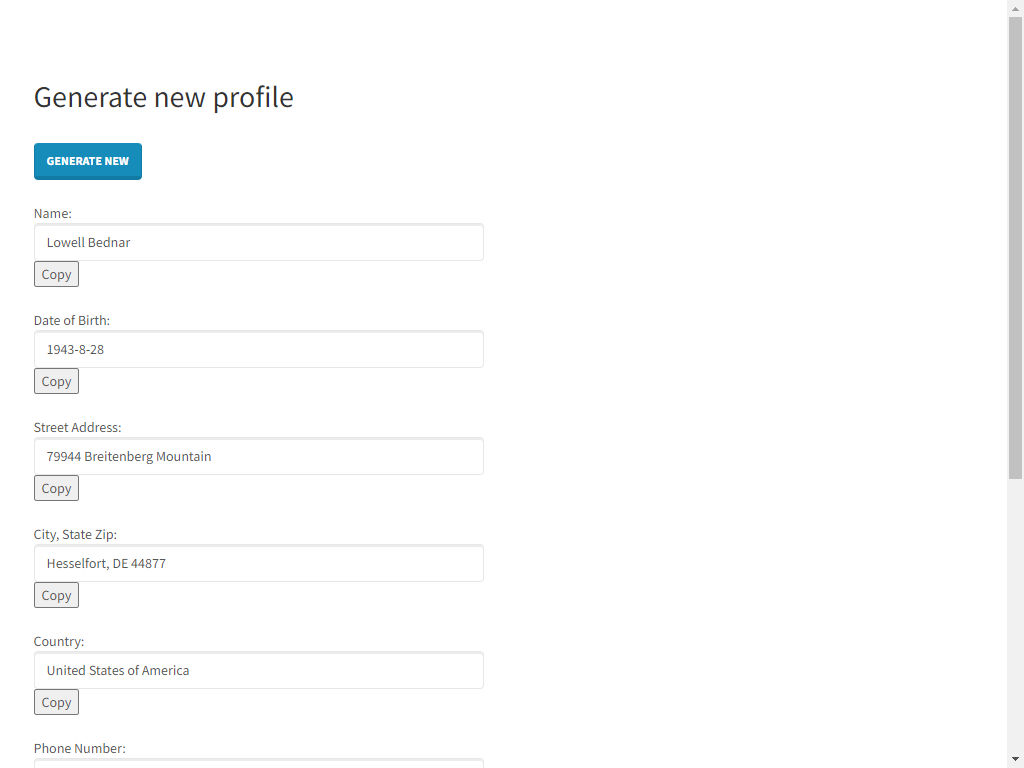 Generate new profile
GENERATE NEW
Name:
Lowell Bednar
Copy
Date of Birth:
1943-8-28
Copy
Street Address:
79944 Breitenberg Mountain
Copy
City, State Zip:
Hesselfort, DE 44877
Copy
Country:
United States of America
Copy
Phone Number: